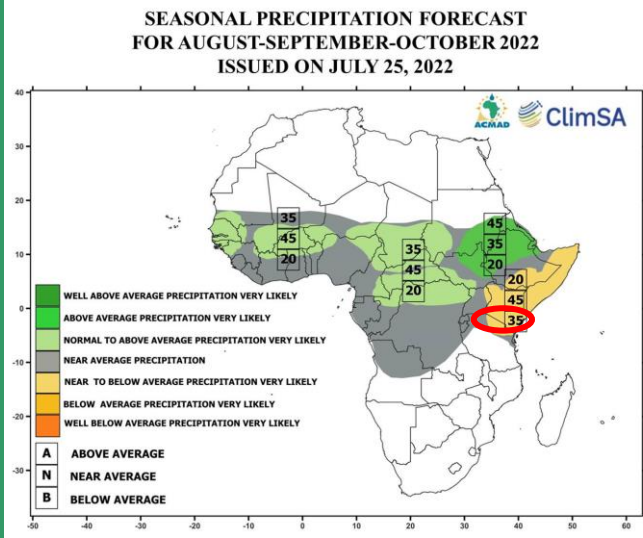 SEASONAL PRECIPITATION FORECAST
FOR AUGUST-SEPTEMBER-OCTOBER 2022
ISSUED ON JULY 25, 2022
ACMAD
ClimSA
40
30
20
10
0
-10
-20
-30
35
45
20
35
45
20
45
35
20
20
45
35
WELL ABOVE AVERAGE PRECIPITATION VERY LIKELY
ABOVE AVERAGE PRECIPITATION VERY LIKELY
NORMAL TO ABOVE AVERAGE PRECIPITATION VERY LIKELY
NEAR AVERAGE PRECIPITATION
NEAR TO BELOW AVERAGE PRECIPITATION VERY LIKELY
BELOW AVERAGE PRECIPITATION VERY LIKELY
WELL BELOW AVERAGE PRECIPITATION VERY LIKELY
A ABOVE AVERAGE
N NEAR AVERAGE
B BELOW AVERAGE
-50 -40 -30 -20 -10 0 10 20 30 40 50 60